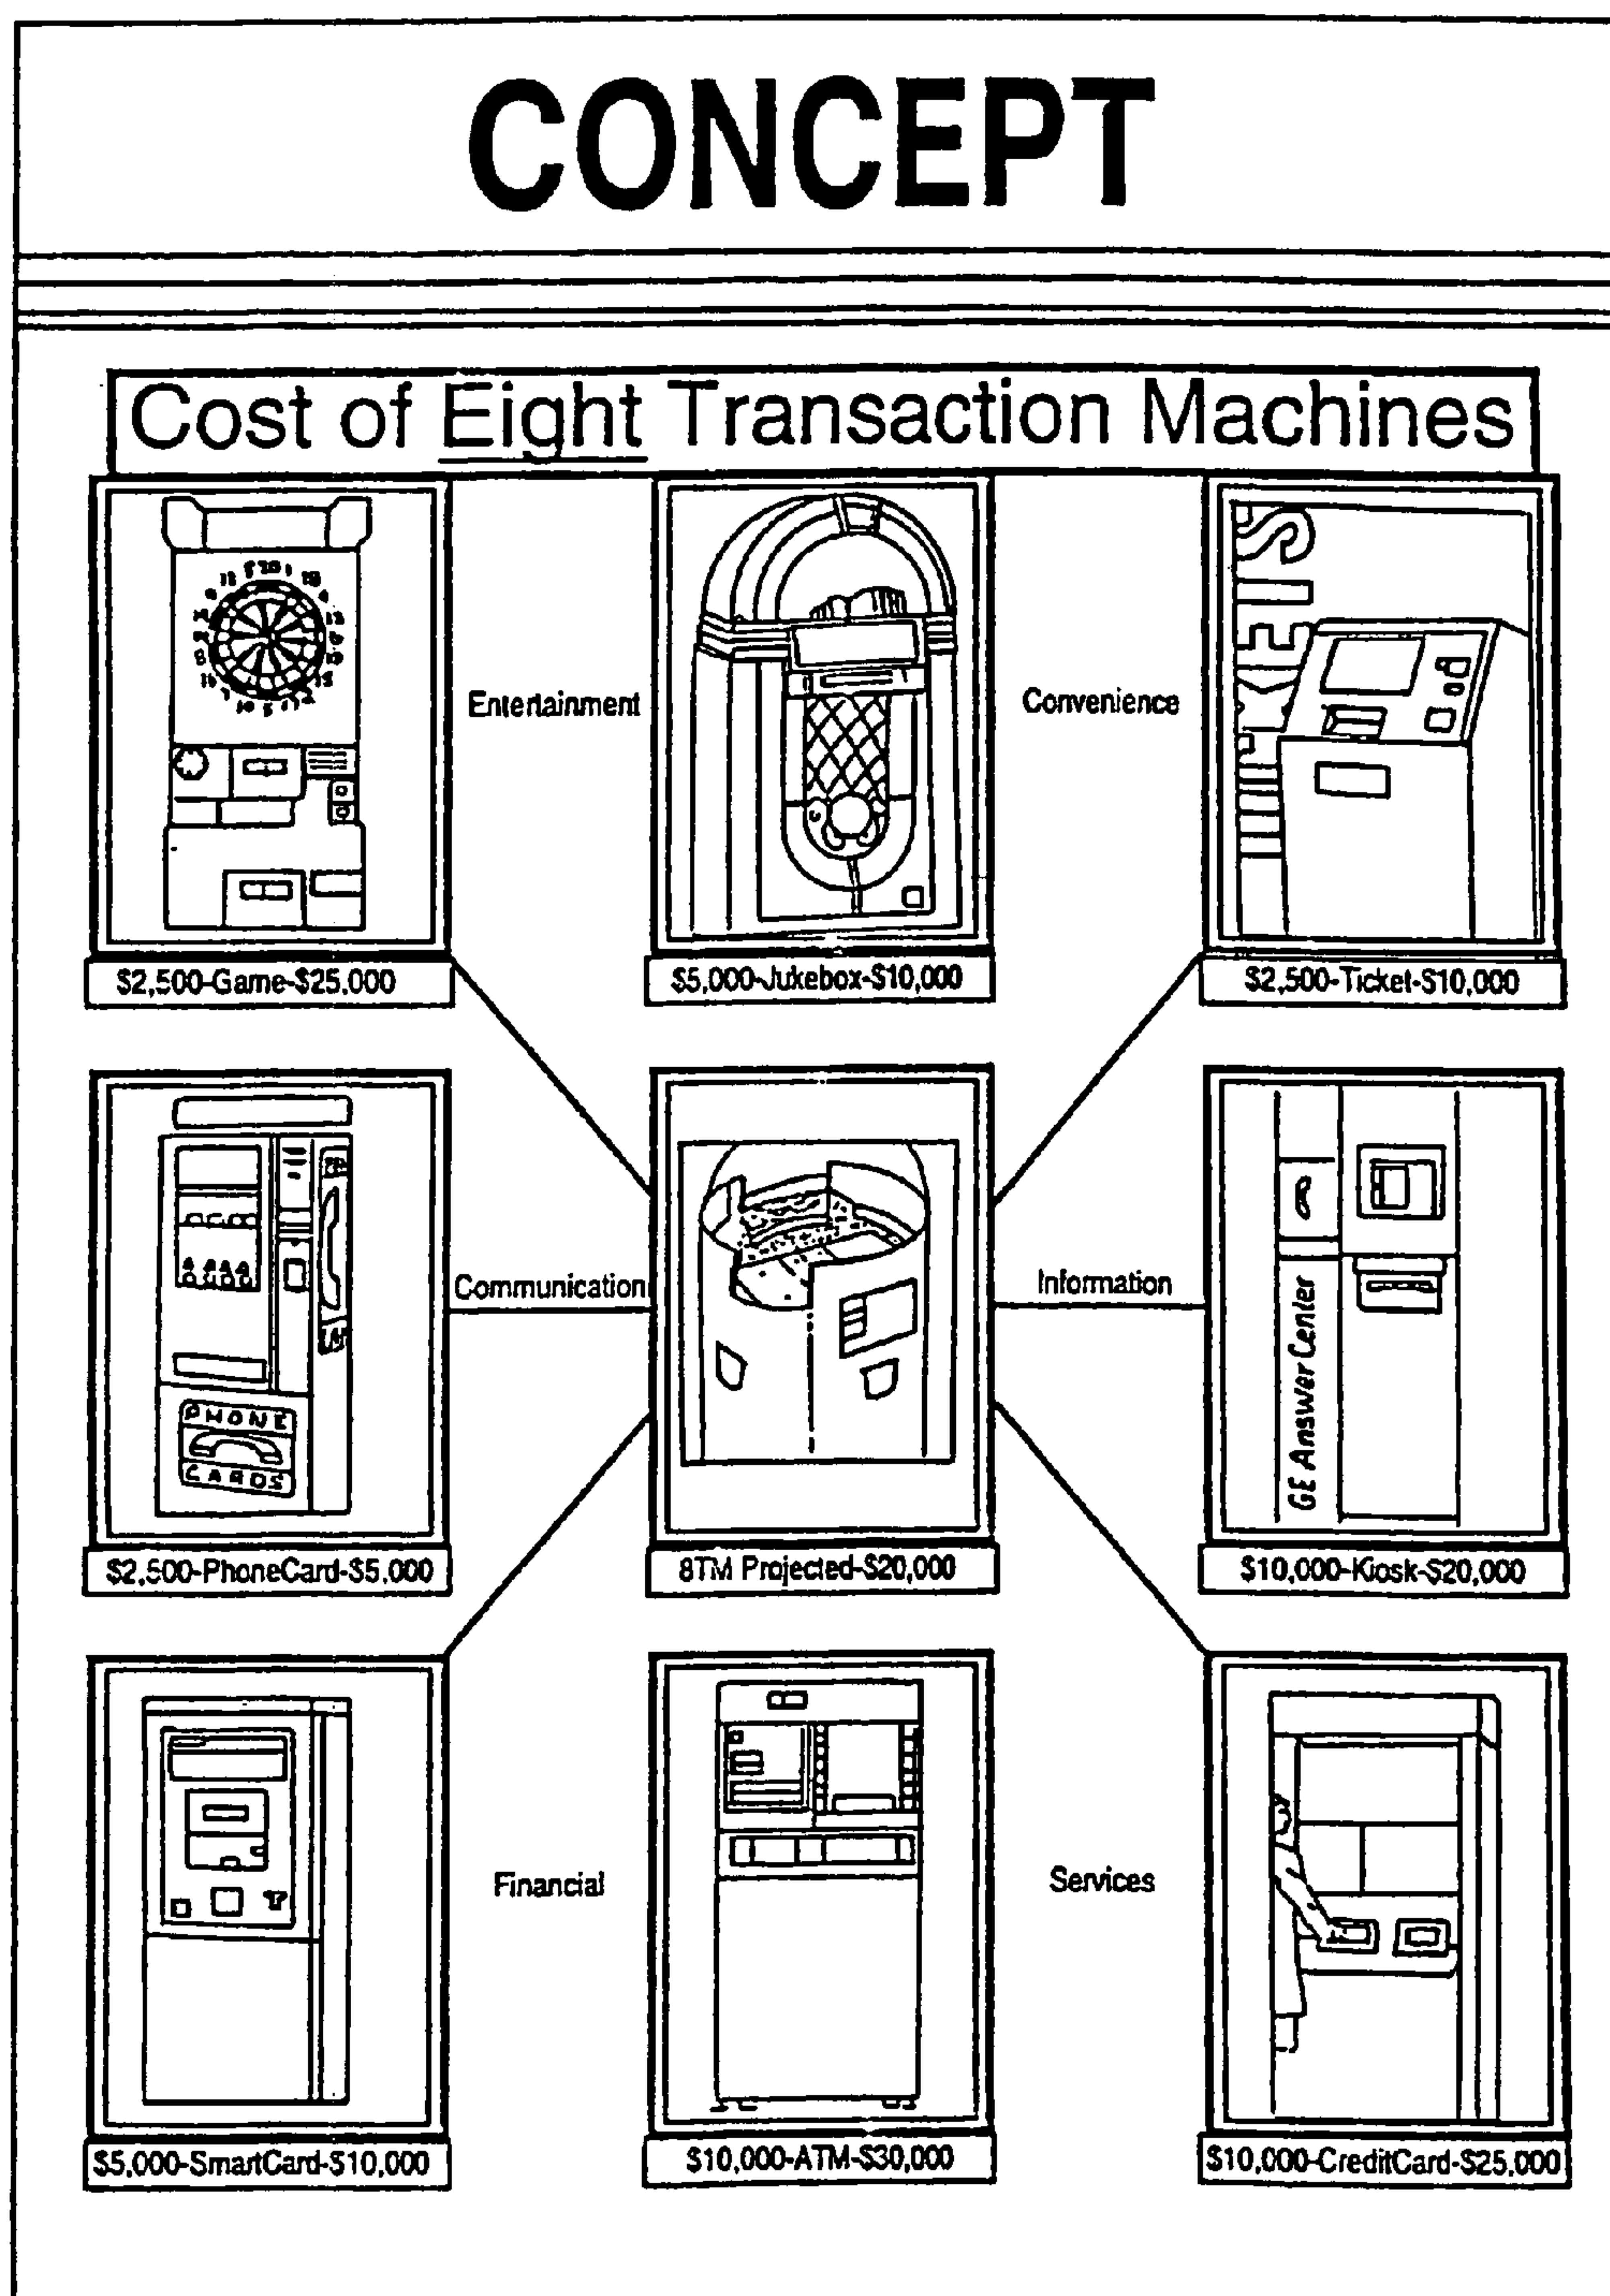 CONCEPT
Cost of Eight Transaction Machines
Entertainment
Convenience
TICKETS
$2,500-Game-$25,000
$5,000-Jukebox-$10,000
$2,500-Ticket-$10,000
Communication
Information
PHONE
CARDS
GE Answer Center
$2,500-PhoneCard-$5,000
8TM Projected-$20,000
$10,000-Kiosk-$20,000
Financial
Services
$5,000-SmartCard-$10,000
$10,000-ATM-$30,000
$10,000-CreditCard-$25,000